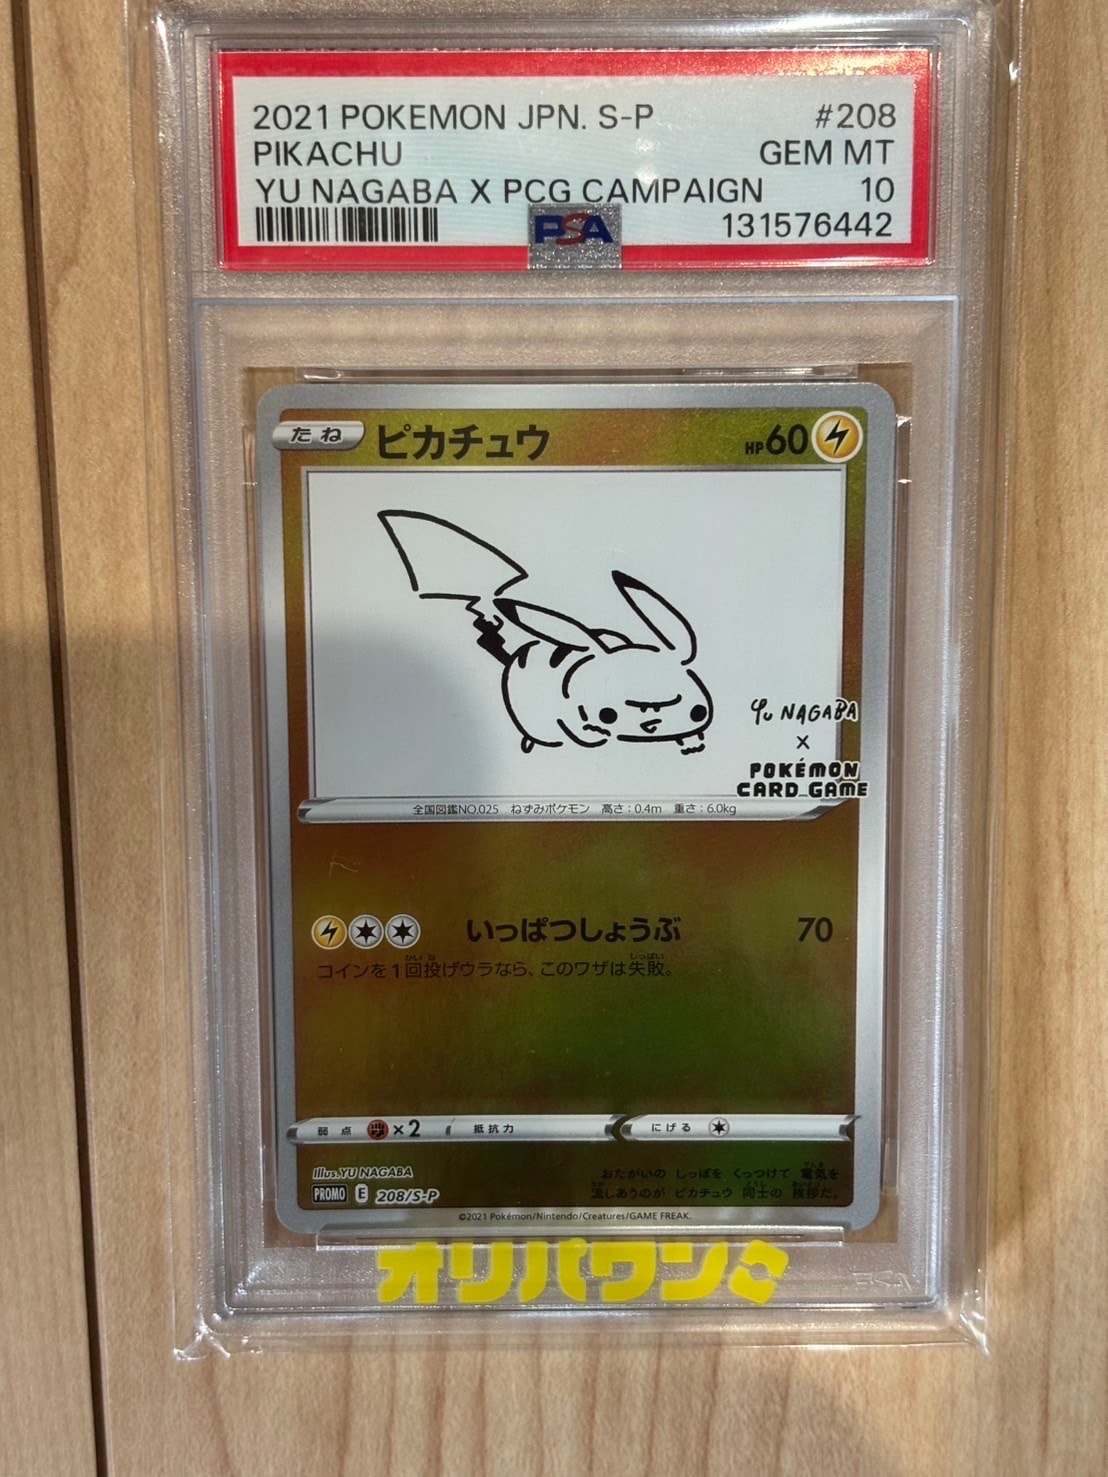 2021 POKEMON JPN. S-P #208
PIKACHU GEM MT
YU NAGABA X PCG CAMPAIGN 10
PSA 131576442
たね ピカチュウ HP60
YU NAGABA
×
POKÉMON
CARD GAME
全国図鑑NO.025 ねずみポケモン 高さ:0.4m 重さ:6.0kg
いっぱつしょうぶ 70
コインを1回投げウラなら、このワザは失敗。
弱点 ×2 抵抗力 にげる
Illus.YU NAGABA
おたがいの しっぽを くっつけて 電気を
PROMO E 208/S-P
流しあうのが ピカチュウ 同士の 挨拶だ。
©2021 Pokémon/Nintendo/Creatures/GAME FREAK.
オリパワン
PSA